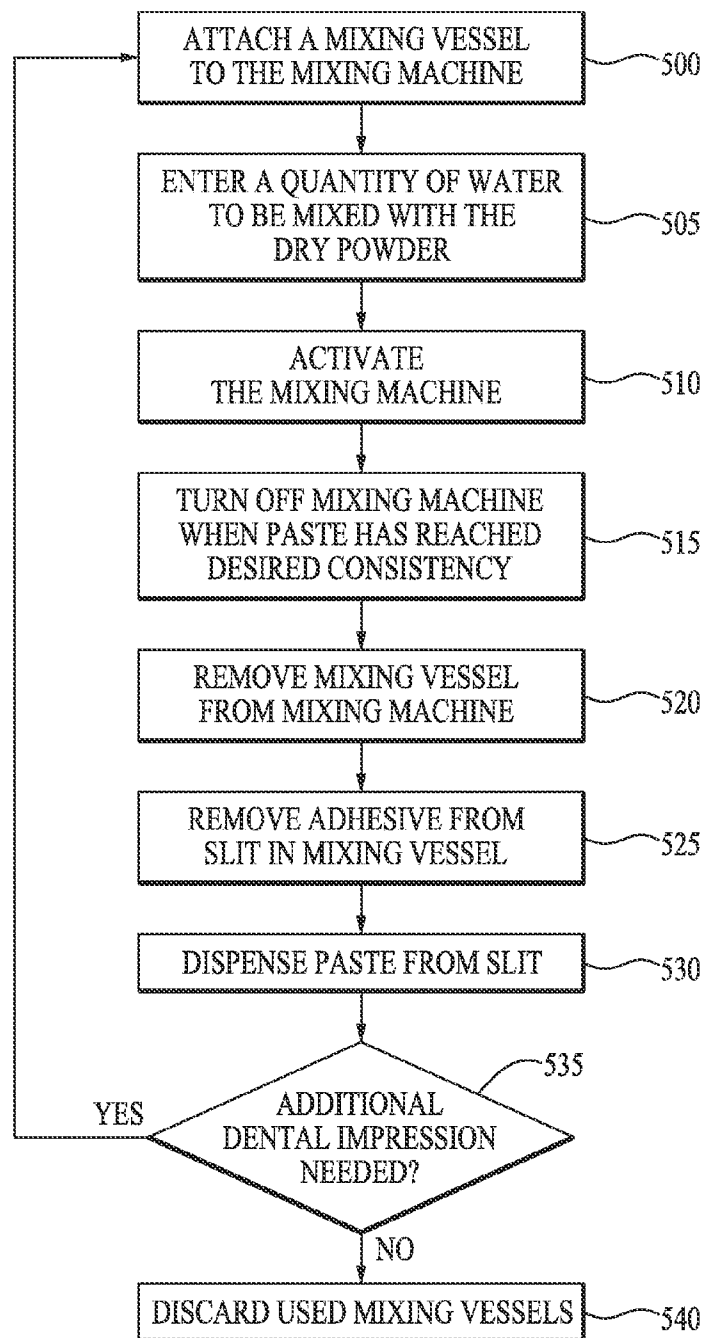 ATTACH A MIXING VESSEL
TO THE MIXING MACHINE
500
ENTER A QUANTITY OF WATER
TO BE MIXED WITH THE
DRY POWDER
505
ACTIVATE
THE MIXING MACHINE
510
TURN OFF MIXING MACHINE
WHEN PASTE HAS REACHED
DESIRED CONSISTENCY
515
REMOVE MIXING VESSEL
FROM MIXING MACHINE
520
REMOVE ADHESIVE FROM
SLIT IN MIXING VESSEL
525
DISPENSE PASTE FROM SLIT
530
535
YES
ADDITIONAL
DENTAL IMPRESSION
NEEDED?
NO
DISCARD USED MIXING VESSELS
540